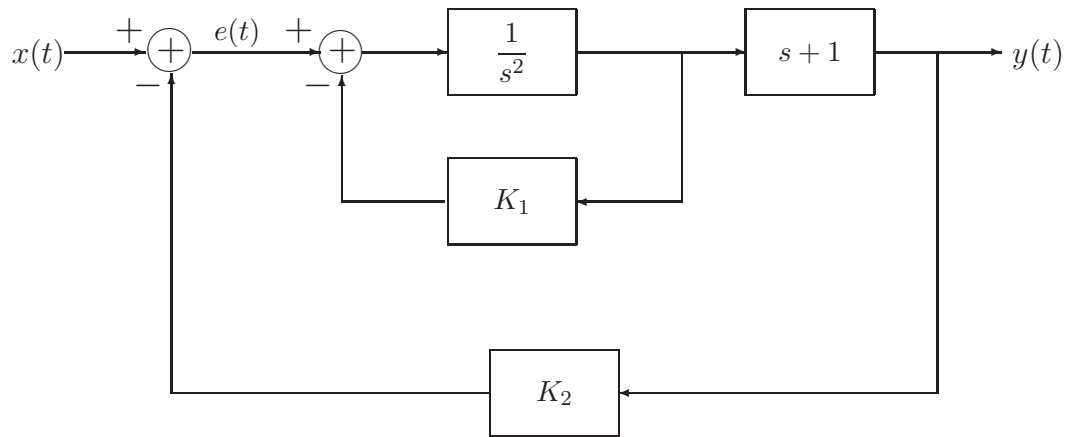 x(t) + + e(t) + + 1/s² s + 1 y(t)
− −
K₁
K₂